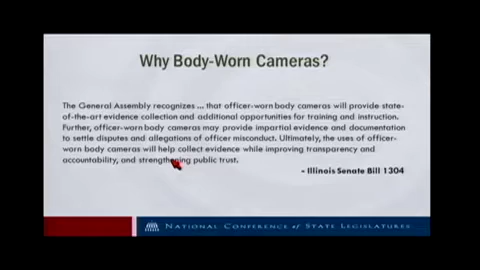 Why Body-Worn Cameras?
The General Assembly recognizes ... that officer-worn body cameras will provide state-
of-the-art evidence collection and additional opportunities for training and instruction.
Further, officer-worn body cameras may provide impartial evidence and documentation
to settle disputes and allegations of officer misconduct. Ultimately, the uses of officer-
worn body cameras will help collect evidence while improving transparency and
accountability, and strengthening public trust.
- Illinois Senate Bill 1304
National Conference of State Legislatures